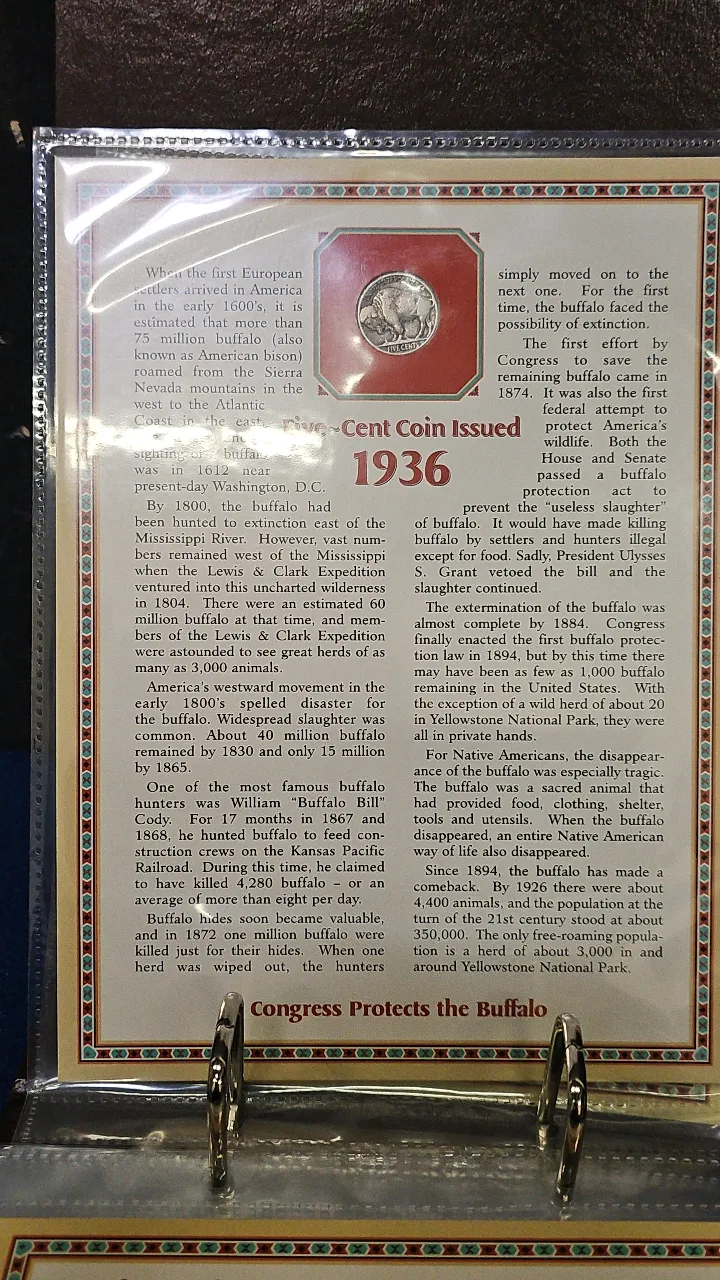 When the first European
settlers arrived in America
in the early 1600's, it is
estimated that more than
75 million buffalo (also
known as American bison)
roamed from the Sierra
Nevada mountains in the
west to the Atlantic
Coast in the east.
sighting of buffalo
was in 1612 near
present-day Washington, D.C.
By 1800, the buffalo had
been hunted to extinction east of the
Mississippi River. However, vast num-
bers remained west of the Mississippi
when the Lewis & Clark Expedition
ventured into this uncharted wilderness
in 1804. There were an estimated 60
million buffalo at that time, and mem-
bers of the Lewis & Clark Expedition
were astounded to see great herds of as
many as 3,000 animals.
America's westward movement in the
early 1800's spelled disaster for
the buffalo. Widespread slaughter was
common. About 40 million buffalo
remained by 1830 and only 15 million
by 1865.
One of the most famous buffalo
hunters was William "Buffalo Bill"
Cody. For 17 months in 1867 and
1868, he hunted buffalo to feed con-
struction crews on the Kansas Pacific
Railroad. During this time, he claimed
to have killed 4,280 buffalo – or an
average of more than eight per day.
Buffalo hides soon became valuable,
and in 1872 one million buffalo were
killed just for their hides. When one
herd was wiped out, the hunters
FIVE CENTS
Five~Cent Coin Issued
1936
simply moved on to the
next one. For the first
time, the buffalo faced the
possibility of extinction.
The first effort by
Congress to save the
remaining buffalo came in
1874. It was also the first
federal attempt to
protect America's
wildlife. Both the
House and Senate
passed a buffalo
protection act to
prevent the "useless slaughter"
of buffalo. It would have made killing
buffalo by settlers and hunters illegal
except for food. Sadly, President Ulysses
S. Grant vetoed the bill and the
slaughter continued.
The extermination of the buffalo was
almost complete by 1884. Congress
finally enacted the first buffalo protec-
tion law in 1894, but by this time there
may have been as few as 1,000 buffalo
remaining in the United States. With
the exception of a wild herd of about 20
in Yellowstone National Park, they were
all in private hands.
For Native Americans, the disappear-
ance of the buffalo was especially tragic.
The buffalo was a sacred animal that
had provided food, clothing, shelter,
tools and utensils. When the buffalo
disappeared, an entire Native American
way of life also disappeared.
Since 1894, the buffalo has made a
comeback. By 1926 there were about
4,400 animals, and the population at the
turn of the 21st century stood at about
350,000. The only free-roaming popula-
tion is a herd of about 3,000 in and
around Yellowstone National Park.
Congress Protects the Buffalo